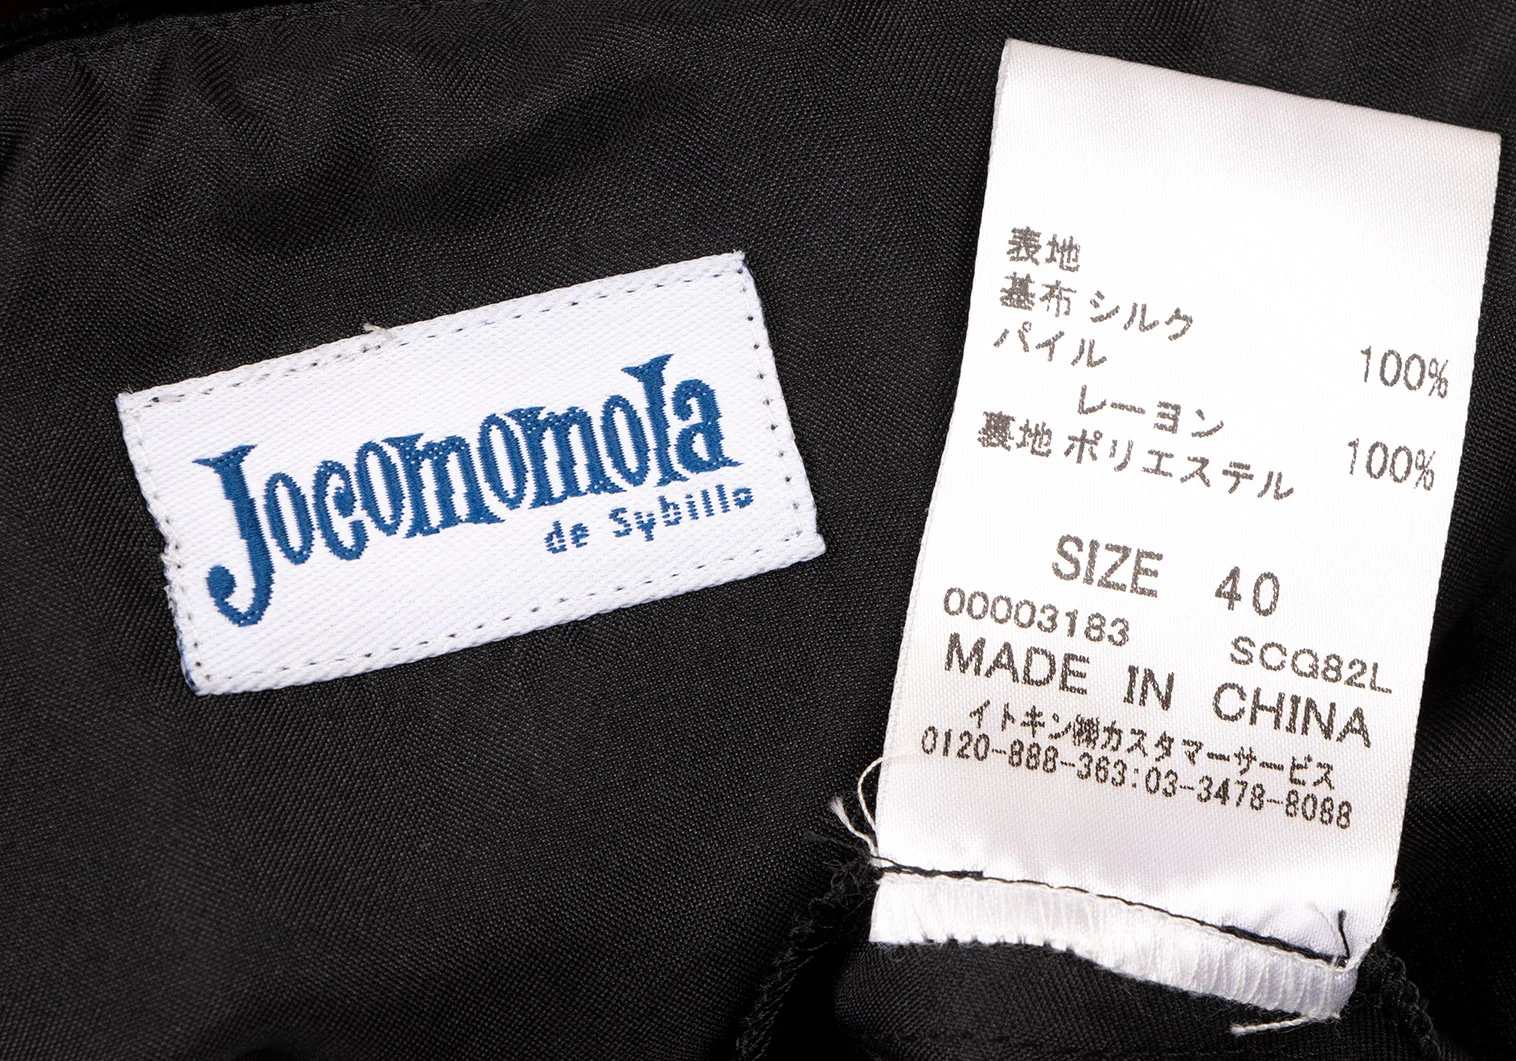 Jocomomola
de Sybilla
表地
基布 シルク 100%
パイル
レーヨン 100%
裏地 ポリエステル
SIZE 40
00003183 SCG82L
MADE IN CHINA
イトキン㈱カスタマーサービス
0120-888-363:03-3478-8088